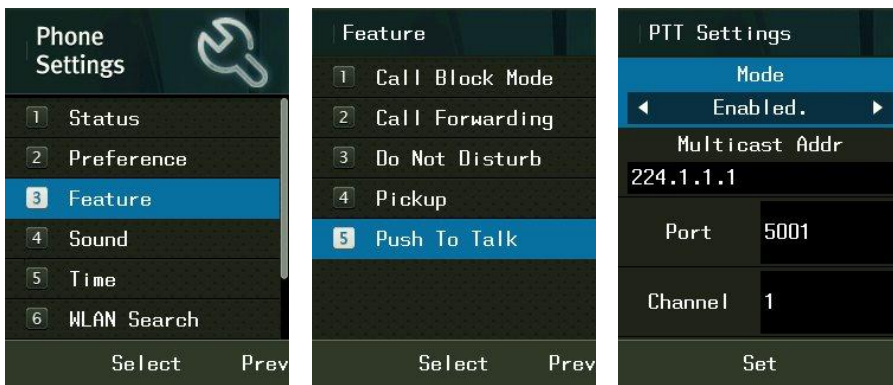 Phone
Settings
1 Status
2 Preference
3 Feature
4 Sound
5 Time
6 WLAN Search
Select Prev
Feature
1 Call Block Mode
2 Call Forwarding
3 Do Not Disturb
4 Pickup
5 Push To Talk
Select Prev
PTT Settings
Mode
Enabled.
Multicast Addr
224.1.1.1
Port 5001
Channel 1
Set